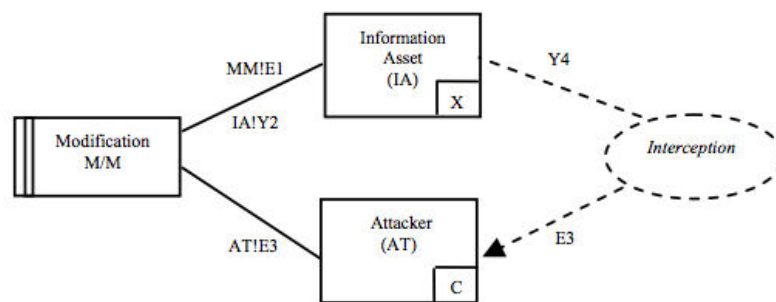 Information
Asset
(IA)
X
Y4
MM!E1
IA!Y2
Modification
M/M
Interception
Attacker
(AT)
C
AT!E3
E3